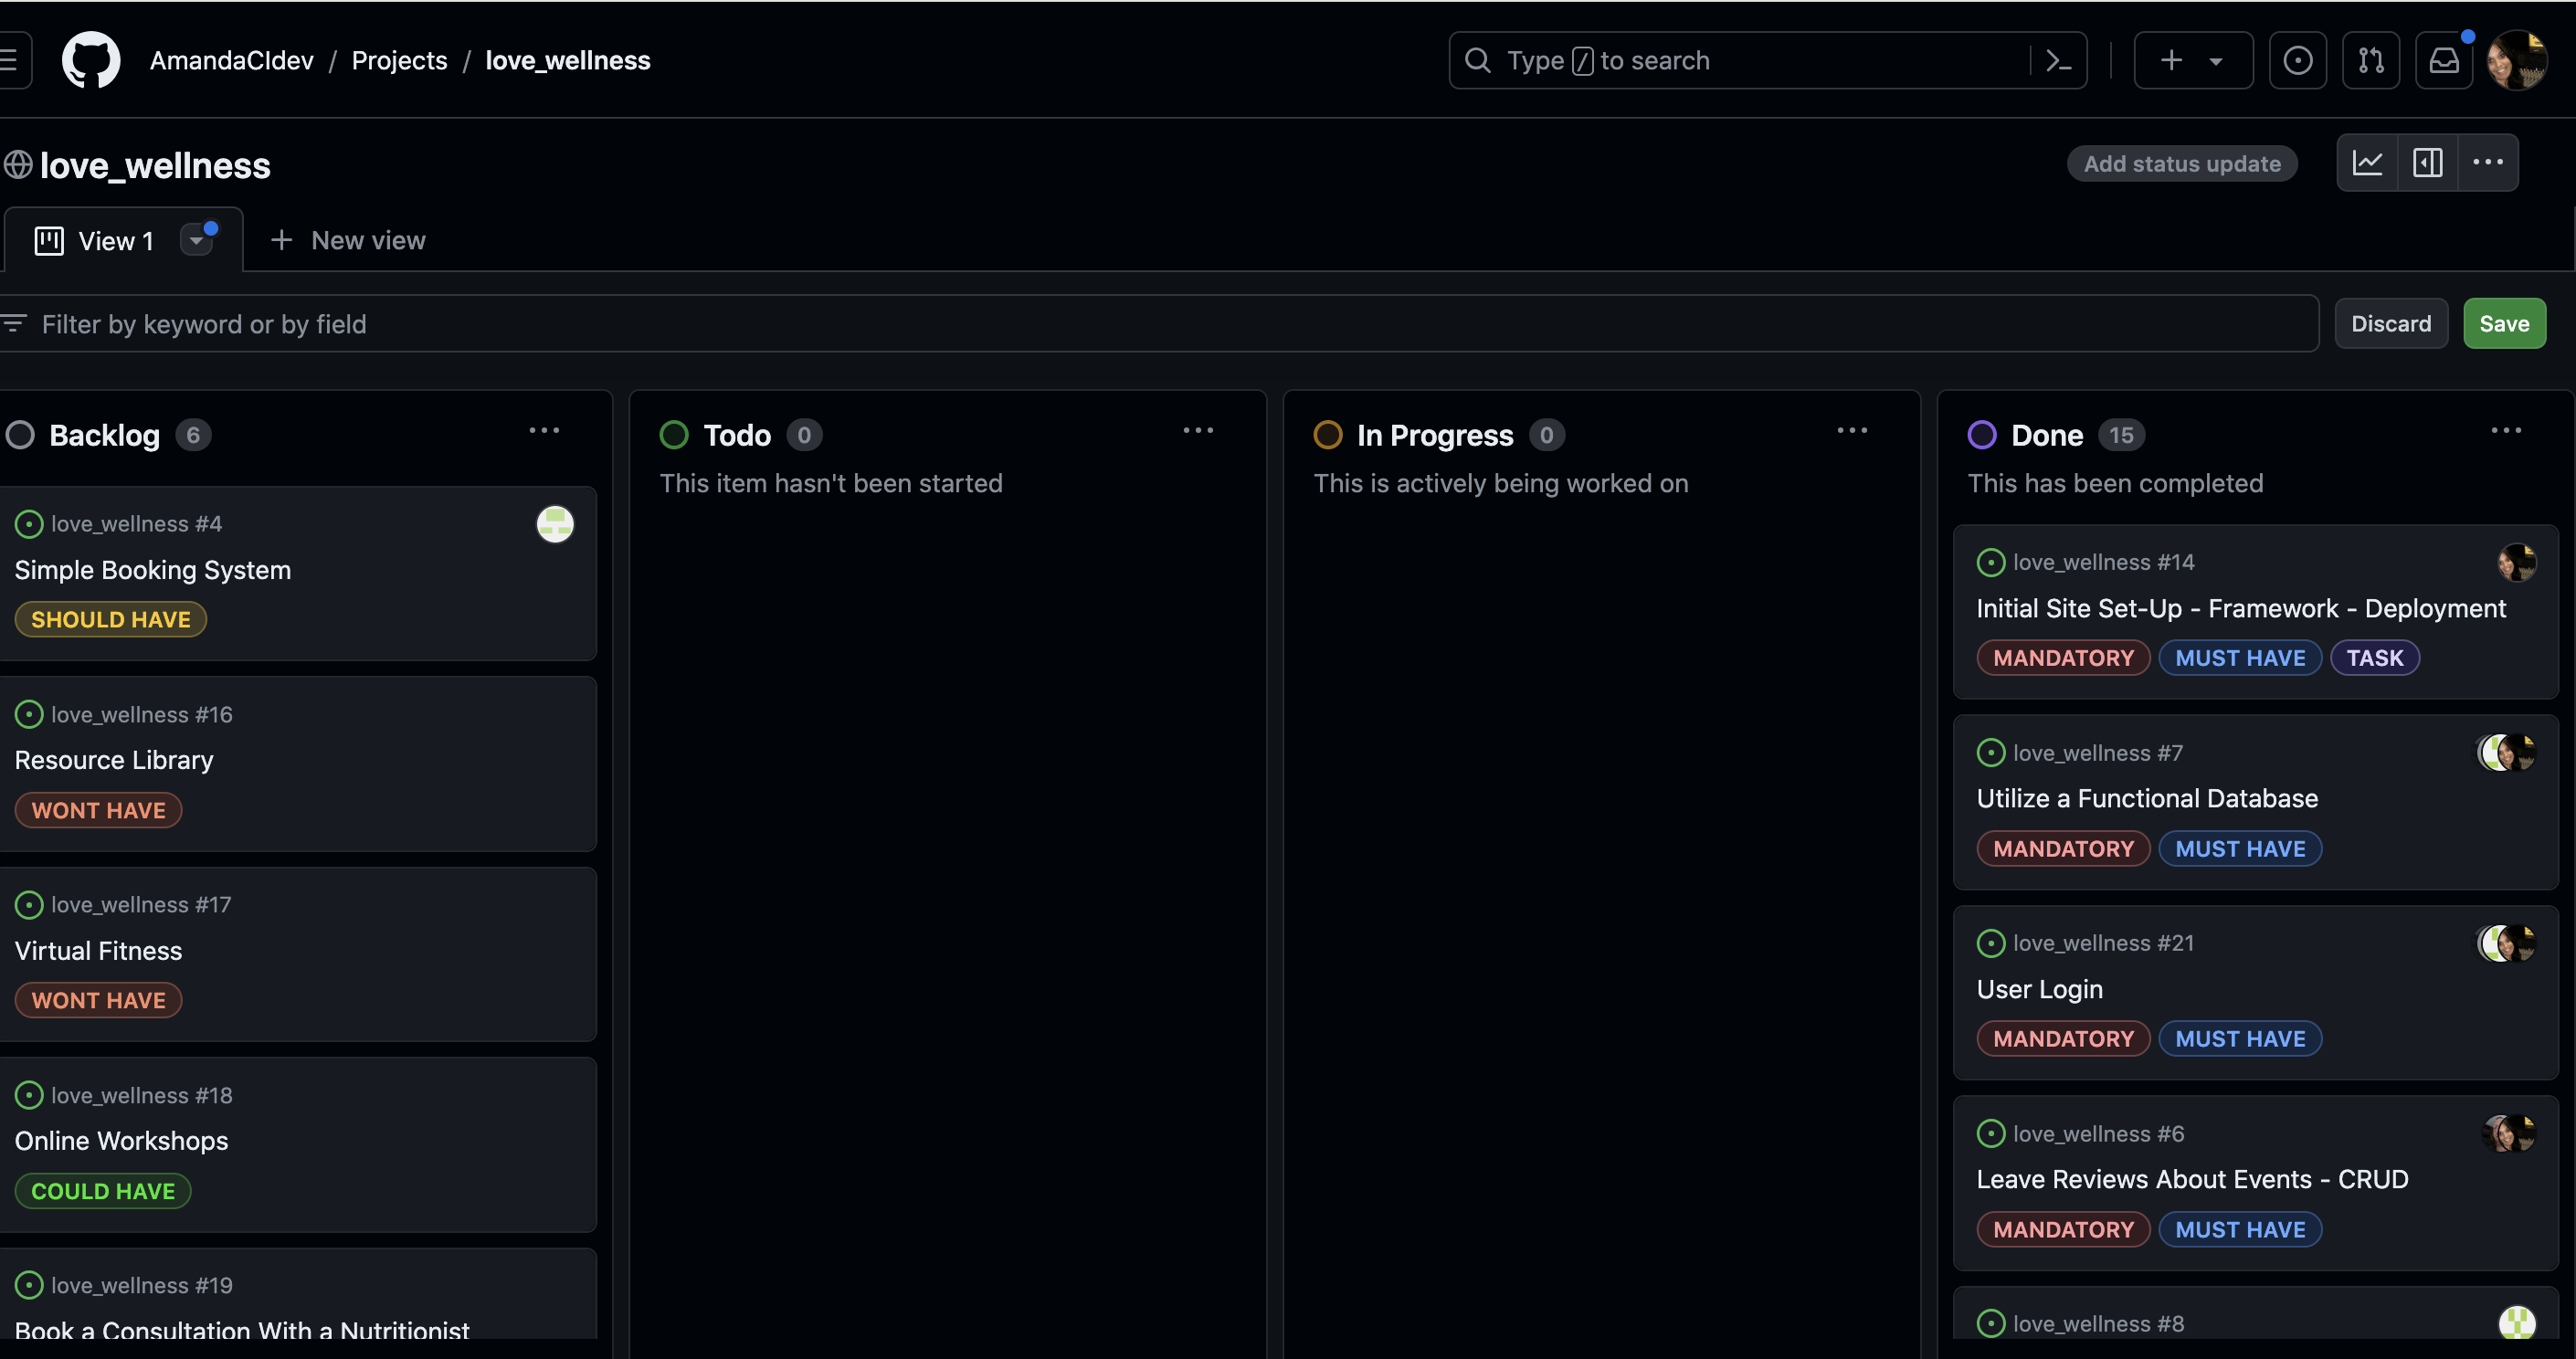 AmandaCIdev / Projects / love_wellness
Type / to search
love_wellness
Add status update
View 1
New view
Filter by keyword or by field
Discard
Save
Backlog 6
love_wellness #4
Simple Booking System
SHOULD HAVE
love_wellness #16
Resource Library
WONT HAVE
love_wellness #17
Virtual Fitness
WONT HAVE
love_wellness #18
Online Workshops
COULD HAVE
love_wellness #19
Book a Consultation With a Nutritionist
Todo 0
This item hasn't been started
In Progress 0
This is actively being worked on
Done 15
This has been completed
love_wellness #14
Initial Site Set-Up - Framework - Deployment
MANDATORY MUST HAVE TASK
love_wellness #7
Utilize a Functional Database
MANDATORY MUST HAVE
love_wellness #21
User Login
MANDATORY MUST HAVE
love_wellness #6
Leave Reviews About Events - CRUD
MANDATORY MUST HAVE
love_wellness #8